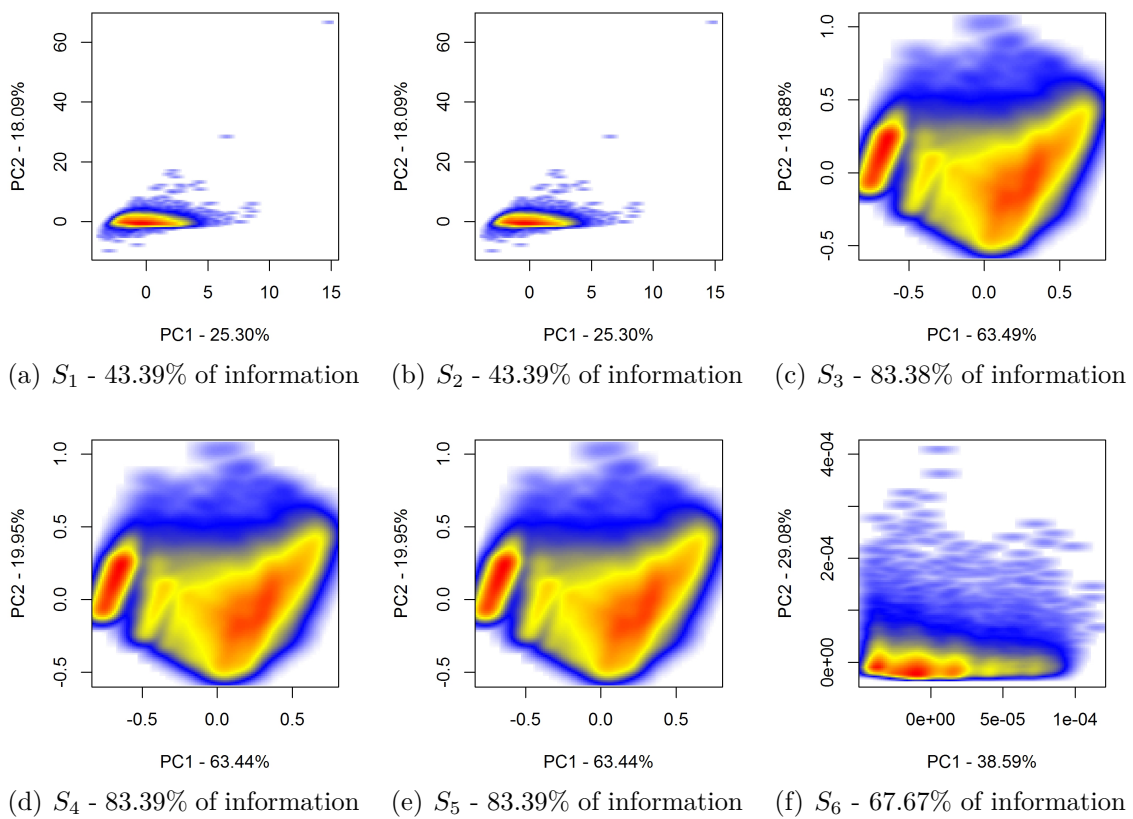 PC2 - 18.09%
0 20 40 60
0 5 10 15
PC1 - 25.30%
(a) S1 - 43.39% of information
PC2 - 18.09%
0 20 40 60
0 5 10 15
PC1 - 25.30%
(b) S2 - 43.39% of information
PC2 - 19.88%
-0.5 0.0 0.5 1.0
-0.5 0.0 0.5
PC1 - 63.49%
(c) S3 - 83.38% of information
PC2 - 19.95%
-0.5 0.0 0.5 1.0
-0.5 0.0 0.5
PC1 - 63.44%
(d) S4 - 83.39% of information
PC2 - 19.95%
-0.5 0.0 0.5 1.0
-0.5 0.0 0.5
PC1 - 63.44%
(e) S5 - 83.39% of information
PC2 - 29.08%
0e+00 2e-04 4e-04
0e+00 5e-05 1e-04
PC1 - 38.59%
(f) S6 - 67.67% of information